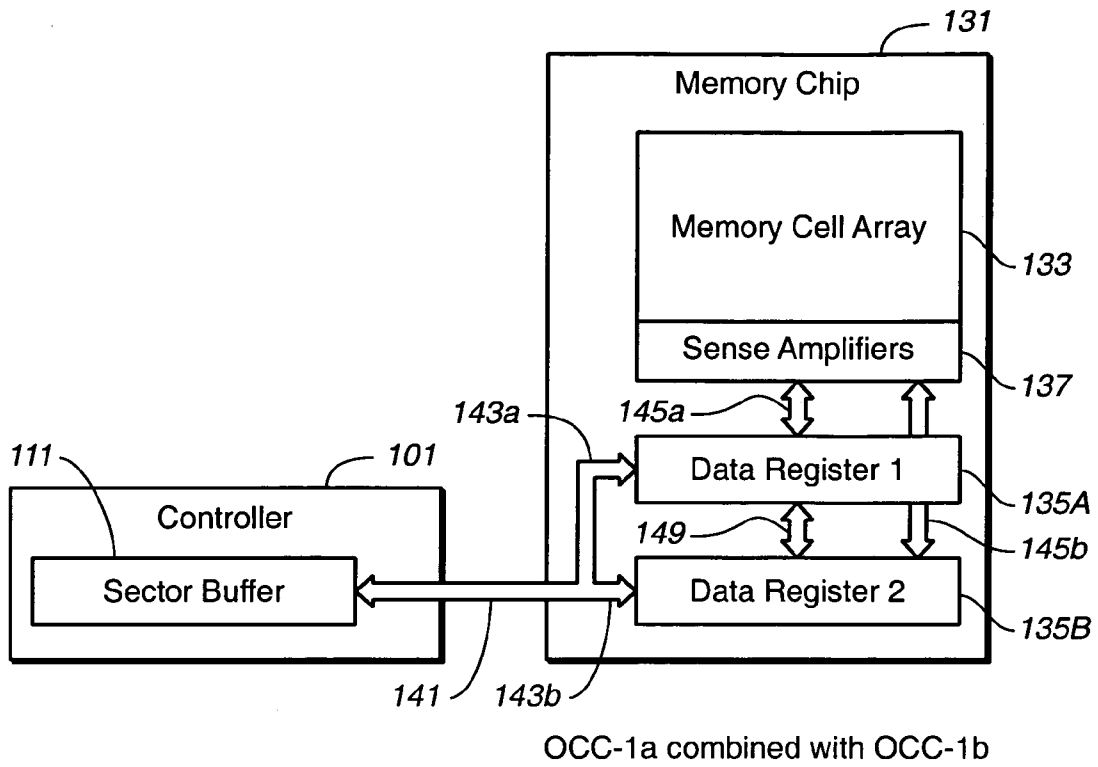 131
Memory Chip
Memory Cell Array
133
Sense Amplifiers
137
143a
145a
111
101
Data Register 1
135A
Controller
149
145b
Sector Buffer
Data Register 2
135B
141
143b
OCC-1a combined with OCC-1b